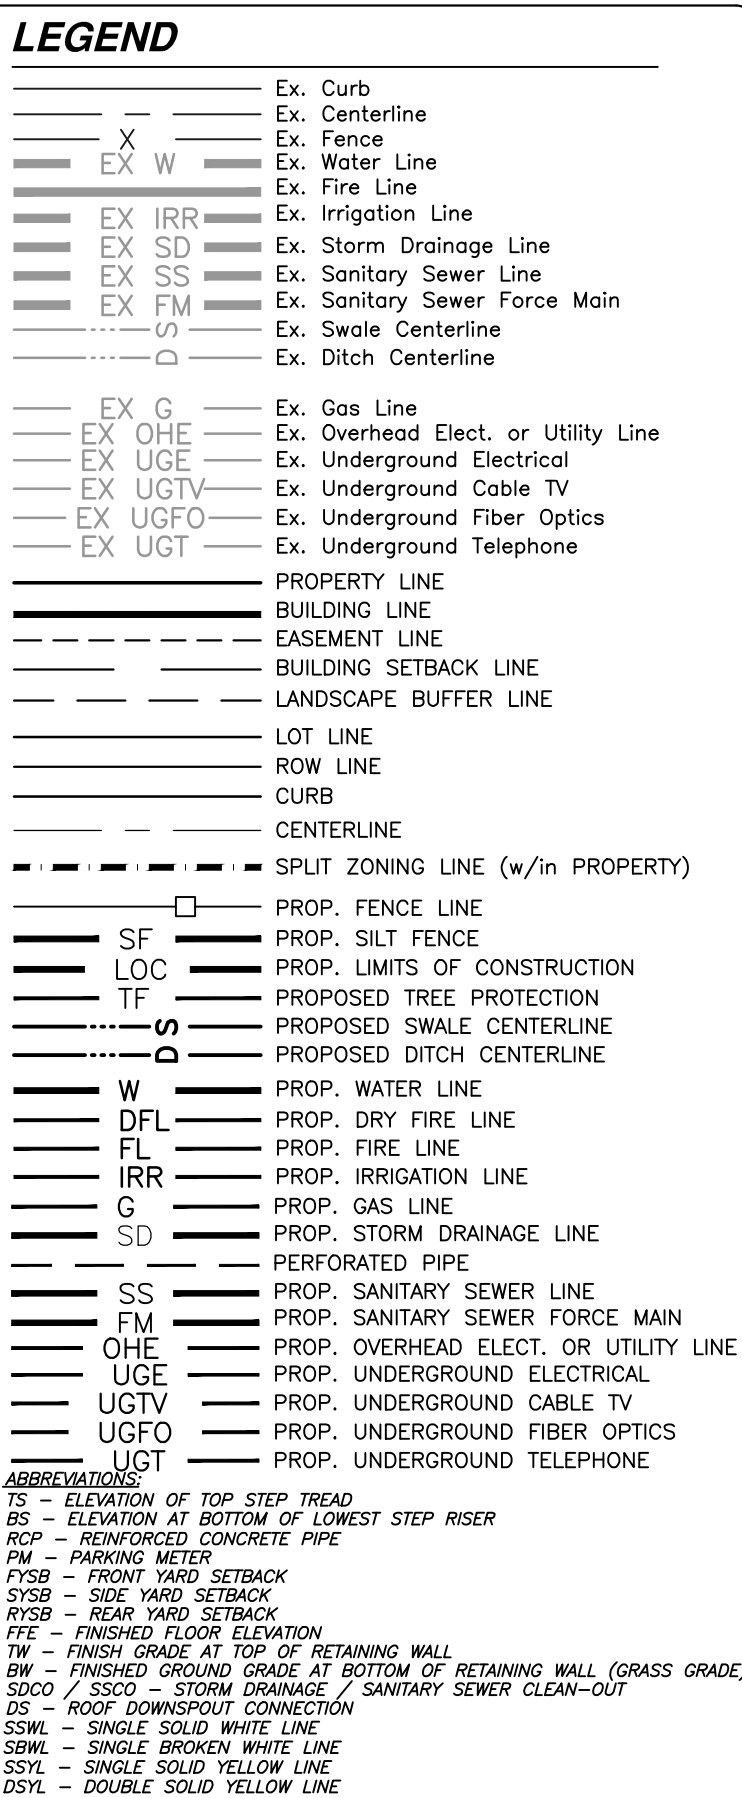 LEGEND
Ex. Curb
Ex. Centerline
X Ex. Fence
EX W Ex. Water Line
Ex. Fire Line
EX IRR Ex. Irrigation Line
EX SD Ex. Storm Drainage Line
EX SS Ex. Sanitary Sewer Line
EX FM Ex. Sanitary Sewer Force Main
S Ex. Swale Centerline
D Ex. Ditch Centerline
EX G Ex. Gas Line
EX OHE Ex. Overhead Elect. or Utility Line
EX UGE Ex. Underground Electrical
EX UGTV Ex. Underground Cable TV
EX UGFO Ex. Underground Fiber Optics
EX UGT Ex. Underground Telephone
PROPERTY LINE
BUILDING LINE
EASEMENT LINE
BUILDING SETBACK LINE
LANDSCAPE BUFFER LINE
LOT LINE
ROW LINE
CURB
CENTERLINE
SPLIT ZONING LINE (w/in PROPERTY)
PROP. FENCE LINE
SF PROP. SILT FENCE
LOC PROP. LIMITS OF CONSTRUCTION
TF PROPOSED TREE PROTECTION
S PROPOSED SWALE CENTERLINE
D PROPOSED DITCH CENTERLINE
W PROP. WATER LINE
DFL PROP. DRY FIRE LINE
FL PROP. FIRE LINE
IRR PROP. IRRIGATION LINE
G PROP. GAS LINE
SD PROP. STORM DRAINAGE LINE
PERFORATED PIPE
SS PROP. SANITARY SEWER LINE
FM PROP. SANITARY SEWER FORCE MAIN
OHE PROP. OVERHEAD ELECT. OR UTILITY LINE
UGE PROP. UNDERGROUND ELECTRICAL
UGTV PROP. UNDERGROUND CABLE TV
UGFO PROP. UNDERGROUND FIBER OPTICS
UGT PROP. UNDERGROUND TELEPHONE
ABBREVIATIONS:
TS – ELEVATION OF TOP STEP TREAD
BS – ELEVATION AT BOTTOM OF LOWEST STEP RISER
RCP – REINFORCED CONCRETE PIPE
PM – PARKING METER
FYSB – FRONT YARD SETBACK
SYSB – SIDE YARD SETBACK
RYSB – REAR YARD SETBACK
FFE – FINISHED FLOOR ELEVATION
TW – FINISH GRADE AT TOP OF RETAINING WALL
BW – FINISHED GROUND GRADE AT BOTTOM OF RETAINING WALL (GRASS GRADE)
SDCO / SSCO – STORM DRAINAGE / SANITARY SEWER CLEAN–OUT
DS – ROOF DOWNSPOUT CONNECTION
SSWL – SINGLE SOLID WHITE LINE
SBWL – SINGLE BROKEN WHITE LINE
SSYL – SINGLE SOLID YELLOW LINE
DSYL – DOUBLE SOLID YELLOW LINE